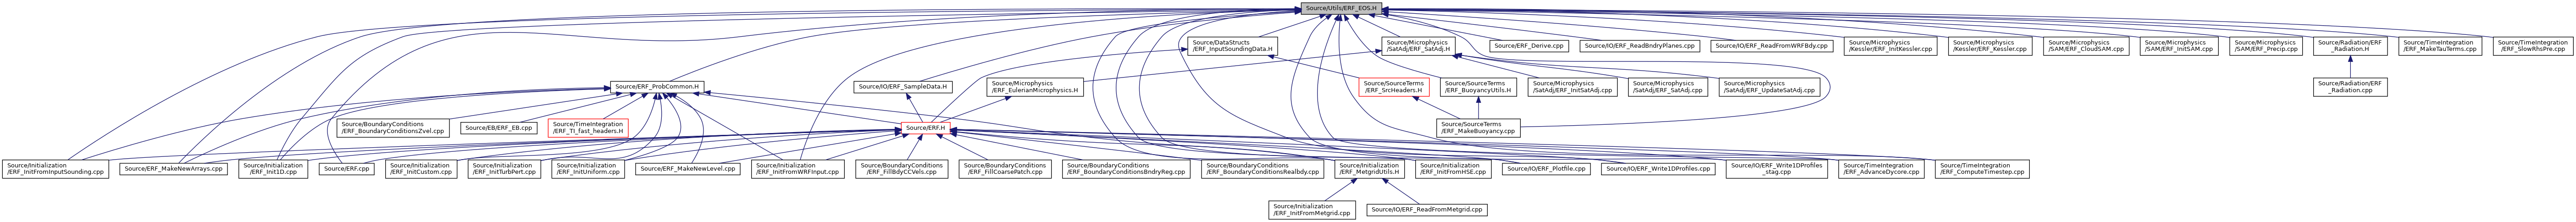 Source/Utils/ERF_EOS.H
Source/DataStructs
/ERF_InputSoundingData.H
Source/Microphysics
/SatAdj/ERF_SatAdj.H
Source/ERF_Derive.cpp
Source/IO/ERF_ReadBndryPlanes.cpp
Source/IO/ERF_ReadFromWRFBdy.cpp
Source/Microphysics
/Kessler/ERF_InitKessler.cpp
Source/Microphysics
/Kessler/ERF_Kessler.cpp
Source/Microphysics
/SAM/ERF_CloudSAM.cpp
Source/Microphysics
/SAM/ERF_InitSAM.cpp
Source/Microphysics
/SAM/ERF_Precip.cpp
Source/Radiation/ERF
_Radiation.H
Source/TimeIntegration
/ERF_MakeTauTerms.cpp
Source/TimeIntegration
/ERF_SlowRhsPre.cpp
Source/ERF_ProbCommon.H
Source/IO/ERF_SampleData.H
Source/Microphysics
/ERF_EulerianMicrophysics.H
Source/SourceTerms
/ERF_SrcHeaders.H
Source/SourceTerms
/ERF_BuoyancyUtils.H
Source/Microphysics
/SatAdj/ERF_InitSatAdj.cpp
Source/Microphysics
/SatAdj/ERF_SatAdj.cpp
Source/Microphysics
/SatAdj/ERF_UpdateSatAdj.cpp
Source/Radiation/ERF
_Radiation.cpp
Source/BoundaryConditions
/ERF_BoundaryConditionsZvel.cpp
Source/EB/ERF_EB.cpp
Source/TimeIntegration
/ERF_TI_fast_headers.H
Source/ERF.H
Source/SourceTerms
/ERF_MakeBuoyancy.cpp
Source/Initialization
/ERF_InitFromInputSounding.cpp
Source/ERF_MakeNewArrays.cpp
Source/Initialization
/ERF_Init1D.cpp
Source/ERF.cpp
Source/Initialization
/ERF_InitCustom.cpp
Source/Initialization
/ERF_InitTurbPert.cpp
Source/Initialization
/ERF_InitUniform.cpp
Source/ERF_MakeNewLevel.cpp
Source/Initialization
/ERF_InitFromWRFInput.cpp
Source/BoundaryConditions
/ERF_FillBdyCCVels.cpp
Source/BoundaryConditions
/ERF_FillCoarsePatch.cpp
Source/BoundaryConditions
/ERF_BoundaryConditionsBndryReg.cpp
Source/BoundaryConditions
/ERF_BoundaryConditionsRealbdy.cpp
Source/Initialization
/ERF_MetgridUtils.H
Source/Initialization
/ERF_InitFromHSE.cpp
Source/IO/ERF_Plotfile.cpp
Source/IO/ERF_Write1DProfiles.cpp
Source/IO/ERF_Write1DProfiles
_stag.cpp
Source/TimeIntegration
/ERF_AdvanceDycore.cpp
Source/TimeIntegration
/ERF_ComputeTimestep.cpp
Source/Initialization
/ERF_InitFromMetgrid.cpp
Source/IO/ERF_ReadFromMetgrid.cpp